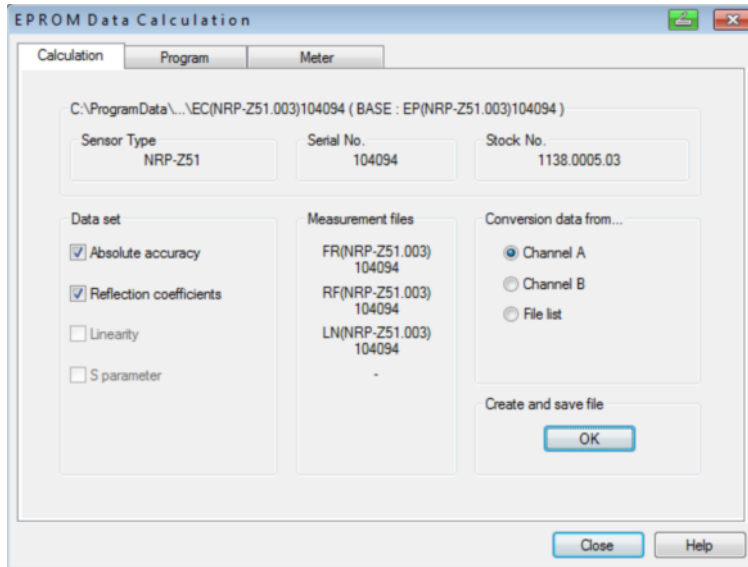 EPROM Data Calculation
Calculation Program Meter
C:\ProgramData\...\EC(NRP-Z51.003)104094 ( BASE : EP(NRP-Z51.003)104094 )
Sensor Type
NRP-Z51
Serial No.
104094
Stock No.
1138.0005.03
Data set
Absolute accuracy
Reflection coefficients
Linearity
S parameter
Measurement files
FR(NRP-Z51.003)
104094
RF(NRP-Z51.003)
104094
LN(NRP-Z51.003)
104094
-
Conversion data from...
Channel A
Channel B
File list
Create and save file
OK
Close Help